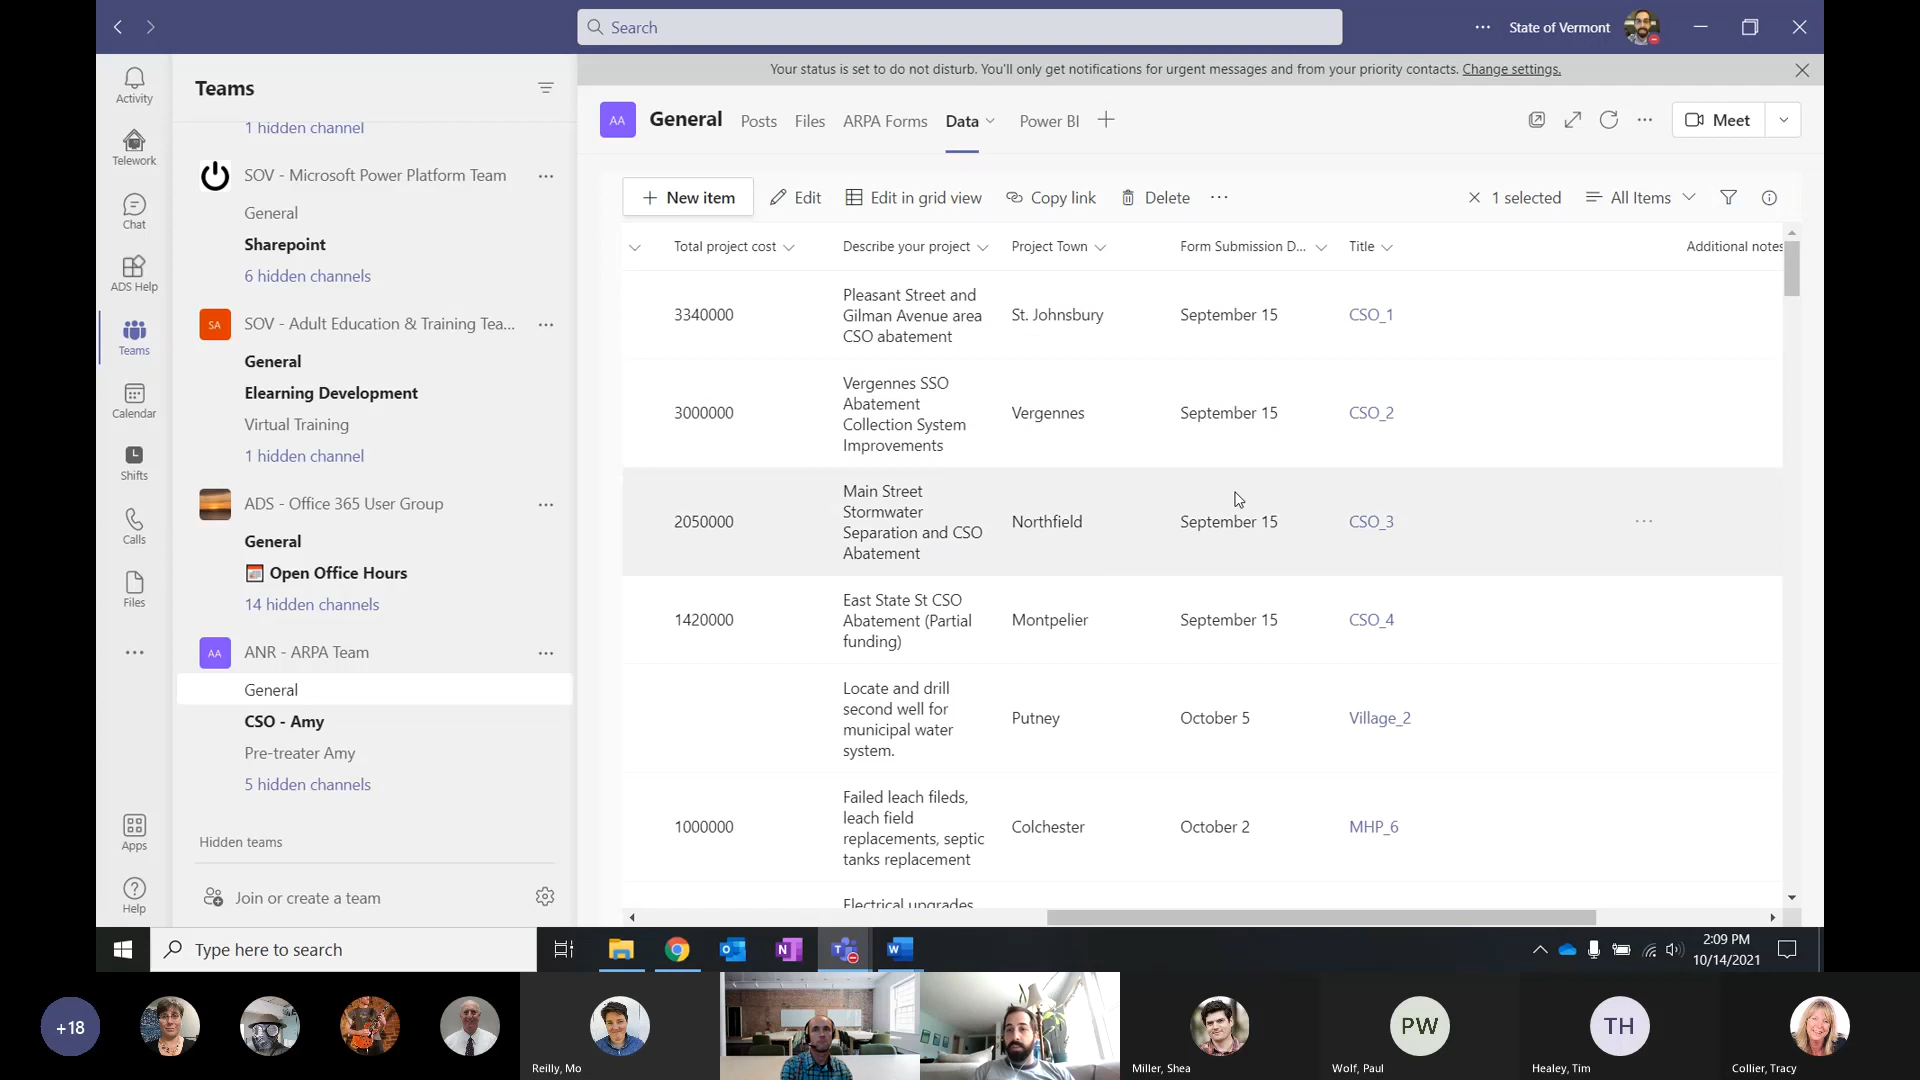 Search
State of Vermont
Your status is set to do not disturb. You'll only get notifications for urgent messages and from your priority contacts. Change settings.
Activity
Telework
Chat
ADS Help
Teams
Calendar
Shifts
Calls
Files
Apps
Help
Teams
1 hidden channel
SOV - Microsoft Power Platform Team
General
Sharepoint
6 hidden channels
SA
SOV - Adult Education & Training Tea...
General
Elearning Development
Virtual Training
1 hidden channel
ADS - Office 365 User Group
General
Open Office Hours
14 hidden channels
AA
ANR - ARPA Team
General
CSO - Amy
Pre-treater Amy
5 hidden channels
Hidden teams
Join or create a team
AA General Posts Files ARPA Forms Data Power BI
Meet
New item Edit Edit in grid view Copy link Delete
1 selected All Items
Total project cost Describe your project Project Town Form Submission D... Title Additional notes
3340000
Pleasant Street and
Gilman Avenue area
CSO abatement
St. Johnsbury
September 15
CSO_1
3000000
Vergennes SSO
Abatement
Collection System
Improvements
Vergennes
September 15
CSO_2
2050000
Main Street
Stormwater
Separation and CSO
Abatement
Northfield
September 15
CSO_3
1420000
East State St CSO
Abatement (Partial
funding)
Montpelier
September 15
CSO_4
Locate and drill
second well for
municipal water
system.
Putney
October 5
Village_2
1000000
Failed leach fileds,
leach field
replacements, septic
tanks replacement
Colchester
October 2
MHP_6
Electrical upgrades
Type here to search
2:09 PM
10/14/2021
+18
Reilly, Mo
Miller, Shea
PW
Wolf, Paul
TH
Healey, Tim
Collier, Tracy